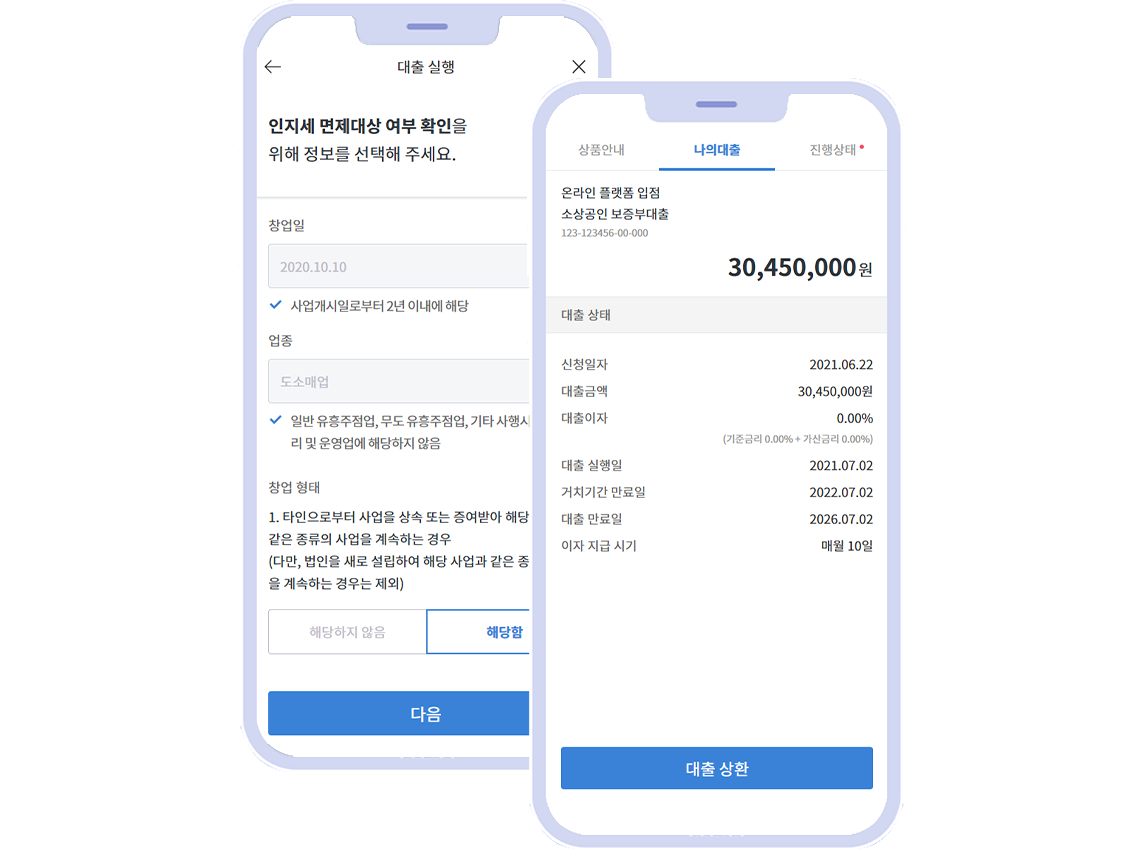 대출 실행
인지세 면제대상 여부 확인을
위해 정보를 선택해 주세요.
창업일
2020.10.10
사업개시일로부터 2년 이내에 해당
업종
도소매업
일반 유흥주점업, 무도 유흥주점업, 기타 사행시
리 및 운영업에 해당하지 않음
창업 형태
1. 타인으로부터 사업을 상속 또는 증여받아 해당
같은 종류의 사업을 계속하는 경우
(다만, 법인을 새로 설립하여 해당 사업과 같은 종
을 계속하는 경우는 제외)
해당하지 않음 해당함
다음
상품안내 나의대출 진행상태
온라인 플랫폼 입점
소상공인 보증부대출
123-123456-00-000
30,450,000원
대출 상태
신청일자 2021.06.22
대출금액 30,450,000원
대출이자 0.00%
(기준금리 0.00% + 가산금리 0.00%)
대출 실행일 2021.07.02
거치기간 만료일 2022.07.02
대출 만료일 2026.07.02
이자 지급 시기 매월 10일
대출 상환